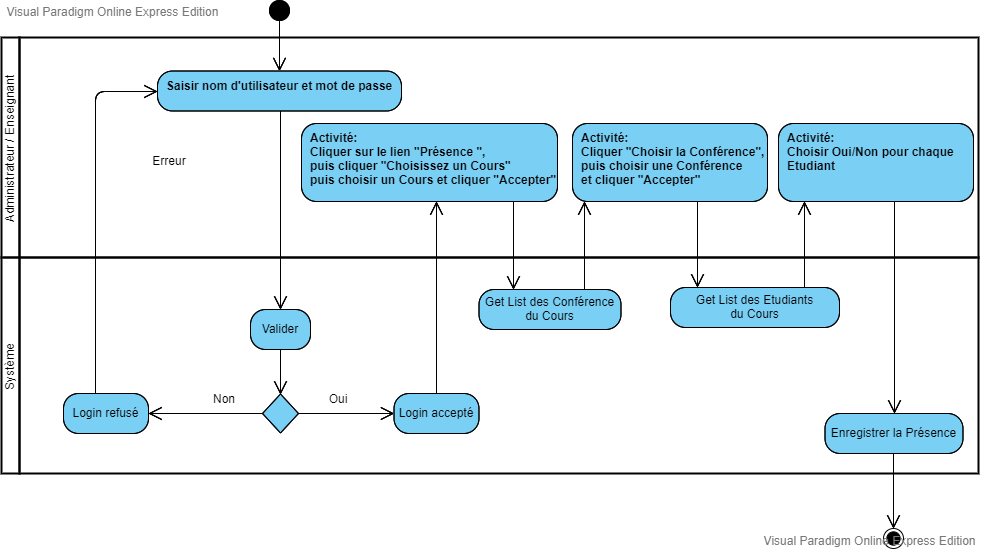 Visual Paradigm Online Express Edition
Administrateur / Enseignant
Saisir nom d'utilisateur et mot de passe
Erreur
Activité:
Cliquer sur le lien "Présence ",
puis cliquer "Choisissez un Cours"
puis choisir un Cours et cliquer "Accepter"
Activité:
Cliquer "Choisir la Conférence",
puis choisir une Conférence
et cliquer "Accepter"
Activité:
Choisir Oui/Non pour chaque
Etudiant
Système
Get List des Conférence
du Cours
Get List des Etudiants
du Cours
Valider
Non
Oui
Login refusé
Login accepté
Enregistrer la Présence
Visual Paradigm Online Express Edition